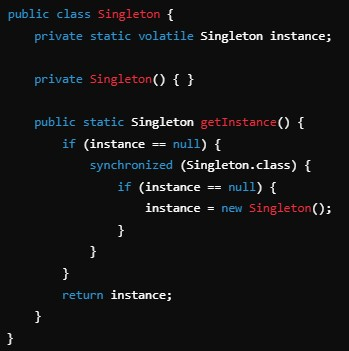 public class Singleton {
    private static volatile Singleton instance;

    private Singleton() { }

    public static Singleton getInstance() {
        if (instance == null) {
            synchronized (Singleton.class) {
                if (instance == null) {
                    instance = new Singleton();
                }
            }
        }
        return instance;
    }
}